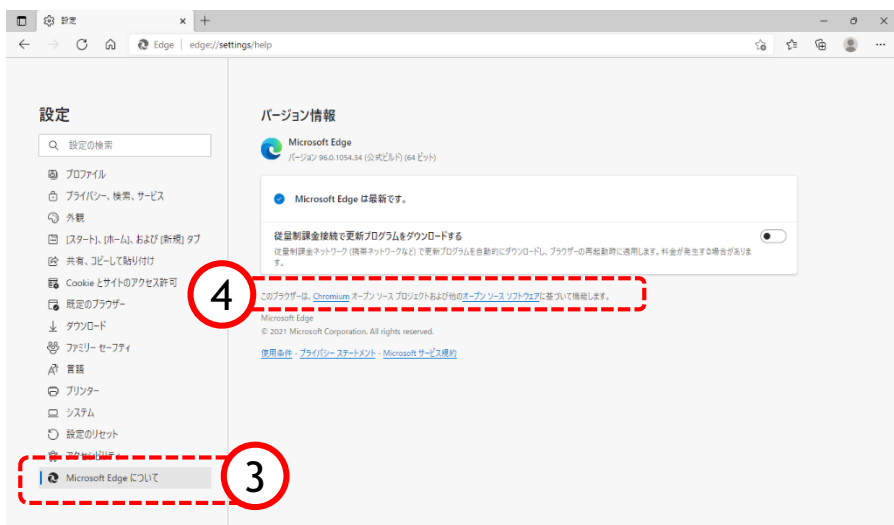 設定
Edge | edge://settings/help
設定
設定の検索
プロファイル
プライバシー、検索、サービス
外観
[スタート]、[ホーム]、および [新規] タブ
共有、コピーして貼り付け
Cookie とサイトのアクセス許可
既定のブラウザー
ダウンロード
ファミリー セーフティ
言語
プリンター
システム
設定のリセット
アクセシビリティ
Microsoft Edge について
3
バージョン情報
Microsoft Edge
バージョン 96.0.1054.34 (公式ビルド) (64 ビット)
Microsoft Edge は最新です。
従量制課金接続で更新プログラムをダウンロードする
従量制課金ネットワーク (携帯ネットワークなど) で更新プログラムを自動的にダウンロードし、ブラウザーの再起動時に適用します。料金が発生する場合がありま
す。
4
このブラウザーは、Chromium オープン ソース プロジェクトおよび他のオープン ソース ソフトウェアに基づいて機能します。
Microsoft Edge
© 2021 Microsoft Corporation. All rights reserved.
使用条件 - プライバシー ステートメント - Microsoft サービス規約